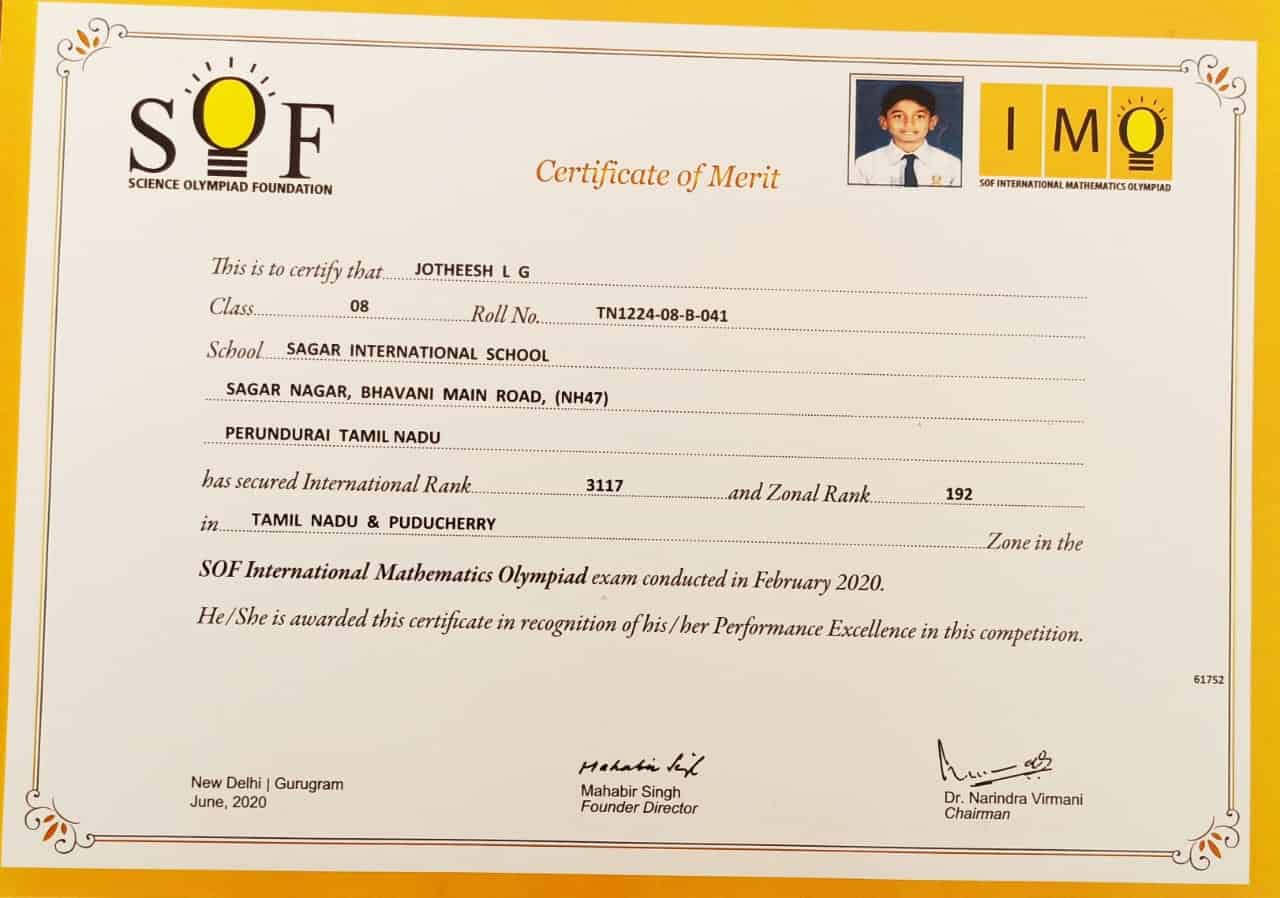 SOF
SCIENCE OLYMPIAD FOUNDATION
Certificate of Merit
IMO
SOF INTERNATIONAL MATHEMATICS OLYMPIAD
This is to certify that JOTHEESH L G
Class 08 Roll No. TN1224-08-B-041
School SAGAR INTERNATIONAL SCHOOL
SAGAR NAGAR, BHAVANI MAIN ROAD, (NH47)
PERUNDURAI TAMIL NADU
has secured International Rank 3117 and Zonal Rank 192
in TAMIL NADU & PUDUCHERRY Zone in the
SOF International Mathematics Olympiad exam conducted in February 2020.
He/She is awarded this certificate in recognition of his/her Performance Excellence in this competition.
61752
New Delhi | Gurugram
June, 2020
Mahabir Singh
Mahabir Singh
Founder Director
Dr. Narindra Virmani
Chairman